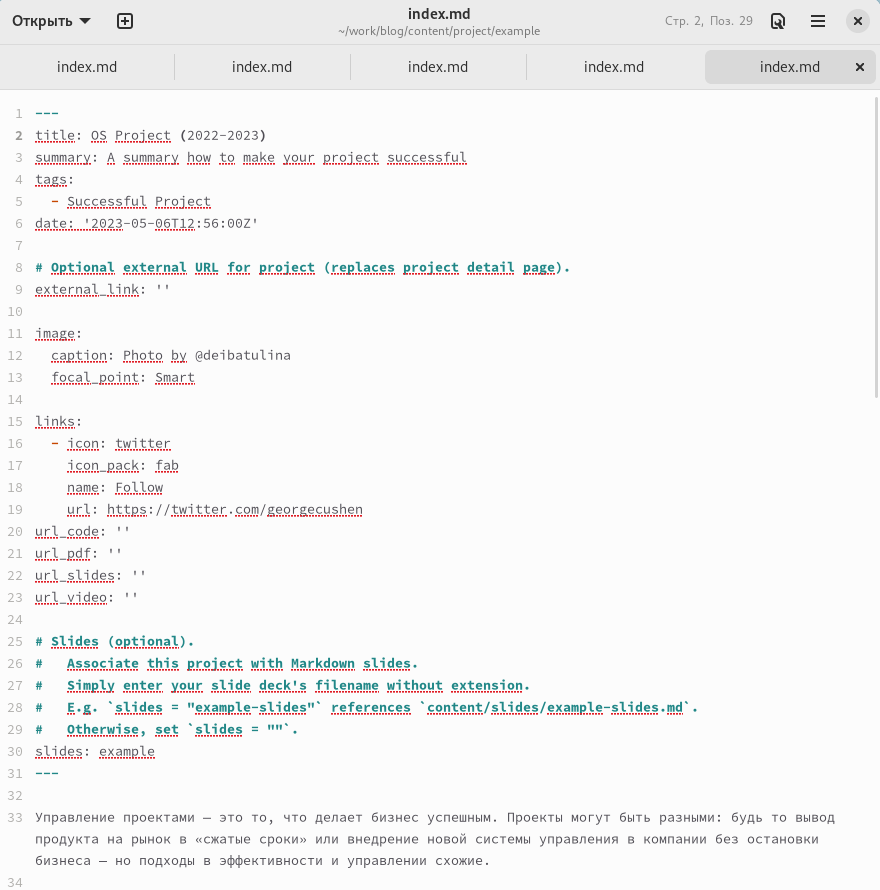 Открыть
index.md
~/work/blog/content/project/example
Стр. 2, Поз. 29
index.md index.md index.md index.md index.md
1 ---
2 title: OS Project (2022-2023)
3 summary: A summary how to make your project successful
4 tags:
5   - Successful Project
6 date: '2023-05-06T12:56:00Z'
7
8 # Optional external URL for project (replaces project detail page).
9 external_link: ''
10
11 image:
12   caption: Photo by @deibatulina
13   focal_point: Smart
14
15 links:
16   - icon: twitter
17     icon_pack: fab
18     name: Follow
19     url: https://twitter.com/georgecushen
20 url_code: ''
21 url_pdf: ''
22 url_slides: ''
23 url_video: ''
24
25 # Slides (optional).
26 #   Associate this project with Markdown slides.
27 #   Simply enter your slide deck's filename without extension.
28 #   E.g. `slides = "example-slides"` references `content/slides/example-slides.md`.
29 #   Otherwise, set `slides = ""`.
30 slides: example
31 ---
32
33 Управление проектами — это то, что делает бизнес успешным. Проекты могут быть разными: будь то вывод
продукта на рынок в «сжатые сроки» или внедрение новой системы управления в компании без остановки
бизнеса — но подходы в эффективности и управлении схожие.
34